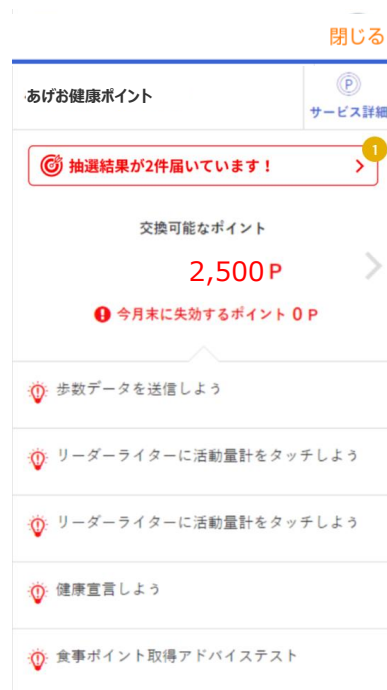 閉じる
あげお健康ポイント
P
サービス詳細
抽選結果が2件届いています！
1
交換可能なポイント
2,500 P
今月末に失効するポイント 0 P
歩数データを送信しよう
リーダーライターに活動量計をタッチしよう
リーダーライターに活動量計をタッチしよう
健康宣言しよう
食事ポイント取得アドバイステスト